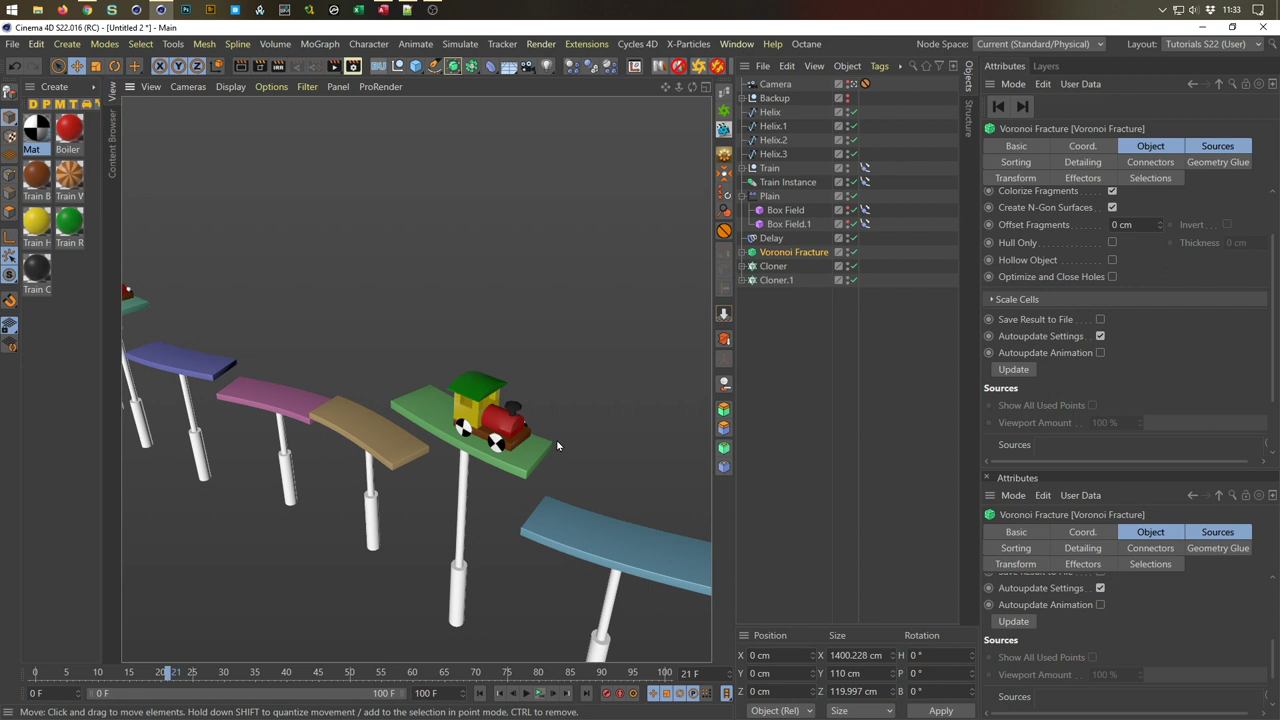 11:33
Cinema 4D S22.016 (RC) - [Untitled 2 *] - Main
File Edit Create Modes Select Tools Mesh Spline Volume MoGraph Character Animate Simulate Tracker Render Extensions Cycles 4D X-Particles Window Help Octane
Node Space: Current (Standard/Physical) Layout: Tutorials S22 (User)
Create
D P M T
Mat Boiler
Train B Train W
Train H Train R
Train C
View
Content Browser
View Cameras Display Options Filter Panel ProRender
File Edit View Object Tags
Camera
Backup
Helix
Helix.1
Helix.2
Helix.3
Train
Train Instance
Plain
Box Field
Box Field.1
Delay
Voronoi Fracture
Cloner
Cloner.1
Objects
Structure
Attributes Layers
Mode Edit User Data
Voronoi Fracture [Voronoi Fracture]
Basic Coord. Object Sources
Sorting Detailing Connectors Geometry Glue
Transform Effectors Selections
Colorize Fragments
Create N-Gon Surfaces
Offset Fragments 0 cm Invert
Hull Only Thickness 0 cm
Hollow Object
Optimize and Close Holes
Scale Cells
Save Result to File
Autoupdate Settings
Autoupdate Animation
Update
Sources
Show All Used Points
Viewport Amount 100 %
Sources
Attributes
Mode Edit User Data
Voronoi Fracture [Voronoi Fracture]
Basic Coord. Object Sources
Sorting Detailing Connectors Geometry Glue
Transform Effectors Selections
Autoupdate Settings
Autoupdate Animation
Update
Sources
Show All Used Points
Viewport Amount 100 %
Sources
Position Size Rotation
X 0 cm X 1400.228 cm H 0 °
Y 0 cm Y 110 cm P 0 °
Z 0 cm Z 119.997 cm B 0 °
Object (Rel) Size Apply
0 5 10 15 20 21 25 30 35 40 45 50 55 60 65 70 75 80 85 90 95 100 21 F
0 F 0 F 100 F 100 F
Move: Click and drag to move elements. Hold down SHIFT to quantize movement / add to the selection in point mode, CTRL to remove.